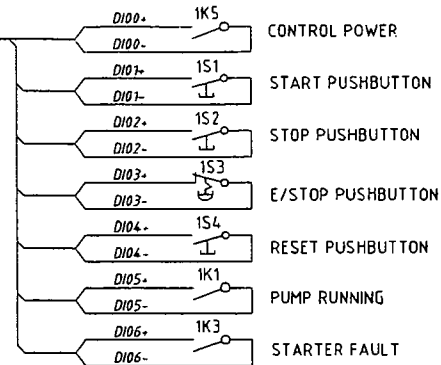 DI00+ 1K5
DI00- CONTROL POWER
DI01+ 1S1
DI01- START PUSHBUTTON
DI02+ 1S2
DI02- STOP PUSHBUTTON
DI03+ 1S3
DI03- E/STOP PUSHBUTTON
DI04+ 1S4
DI04- RESET PUSHBUTTON
DI05+ 1K1
DI05- PUMP RUNNING
DI06+ 1K3
DI06- STARTER FAULT